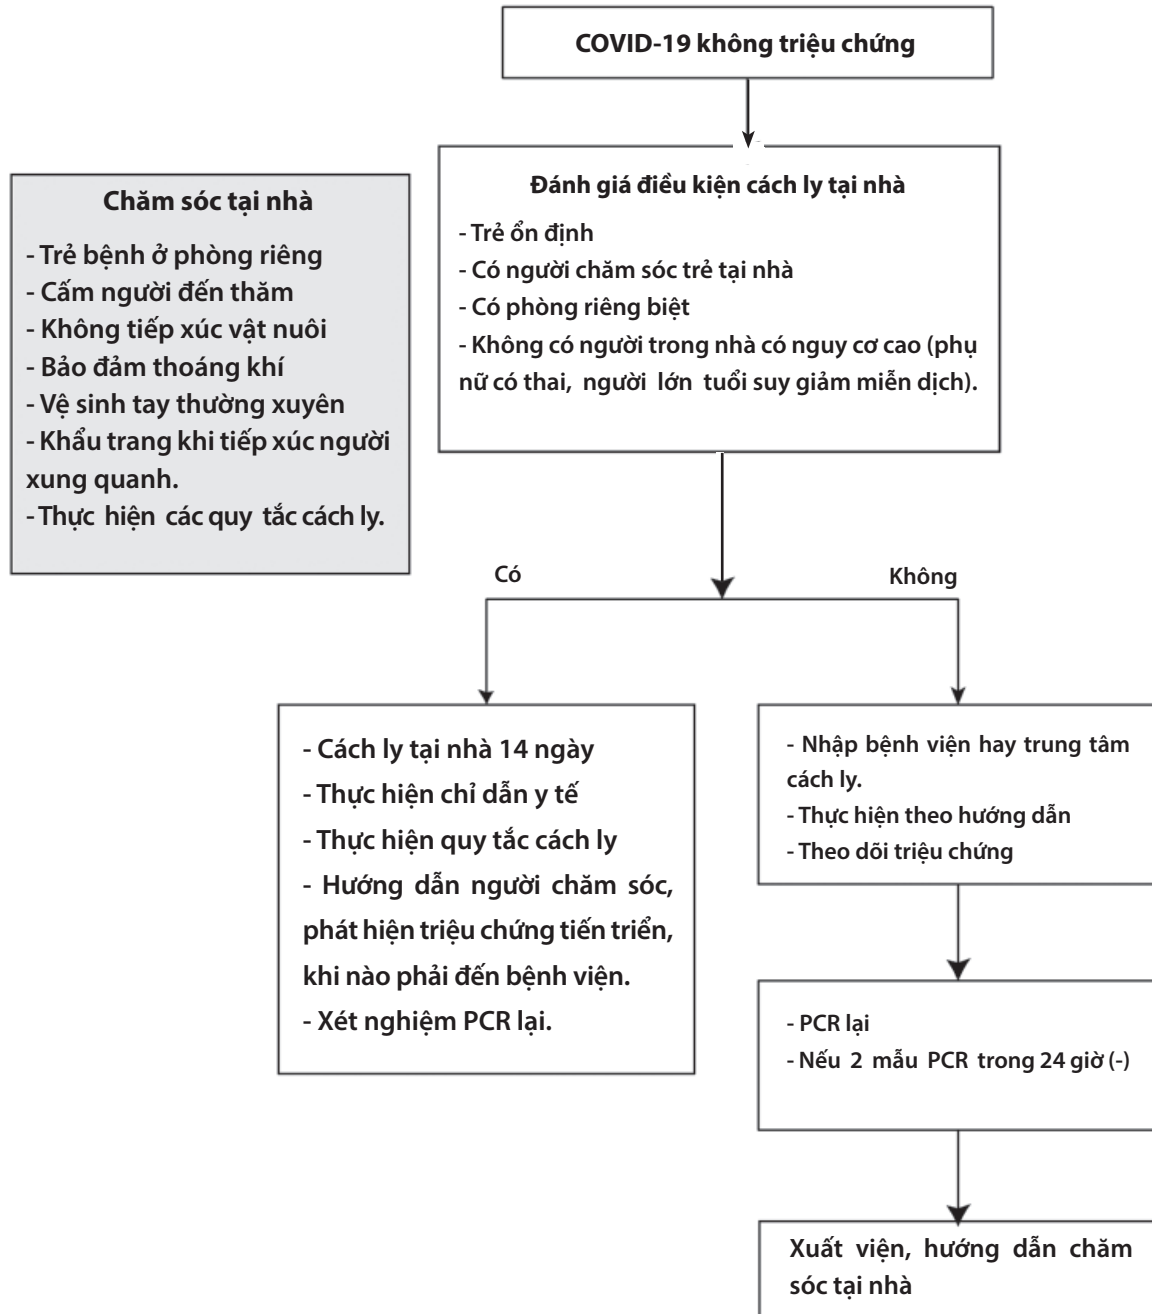 COVID-19 không triệu chứng
Đánh giá điều kiện cách ly tại nhà
- Trẻ ổn định
- Có người chăm sóc trẻ tại nhà
- Có phòng riêng biệt
- Không có người trong nhà có nguy cơ cao (phụ
nữ có thai, người lớn tuổi suy giảm miễn dịch).
Chăm sóc tại nhà
- Trẻ bệnh ở phòng riêng
- Cấm người đến thăm
- Không tiếp xúc vật nuôi
- Bảo đảm thoáng khí
- Vệ sinh tay thường xuyên
- Khẩu trang khi tiếp xúc người
xung quanh.
- Thực hiện các quy tắc cách ly.
Có
Không
- Cách ly tại nhà 14 ngày
- Thực hiện chỉ dẫn y tế
- Thực hiện quy tắc cách ly
- Hướng dẫn người chăm sóc,
phát hiện triệu chứng tiến triển,
khi nào phải đến bệnh viện.
- Xét nghiệm PCR lại.
- Nhập bệnh viện hay trung tâm
cách ly.
- Thực hiện theo hướng dẫn
- Theo dõi triệu chứng
- PCR lại
- Nếu 2 mẫu PCR trong 24 giờ (-)
Xuất viện, hướng dẫn chăm
sóc tại nhà